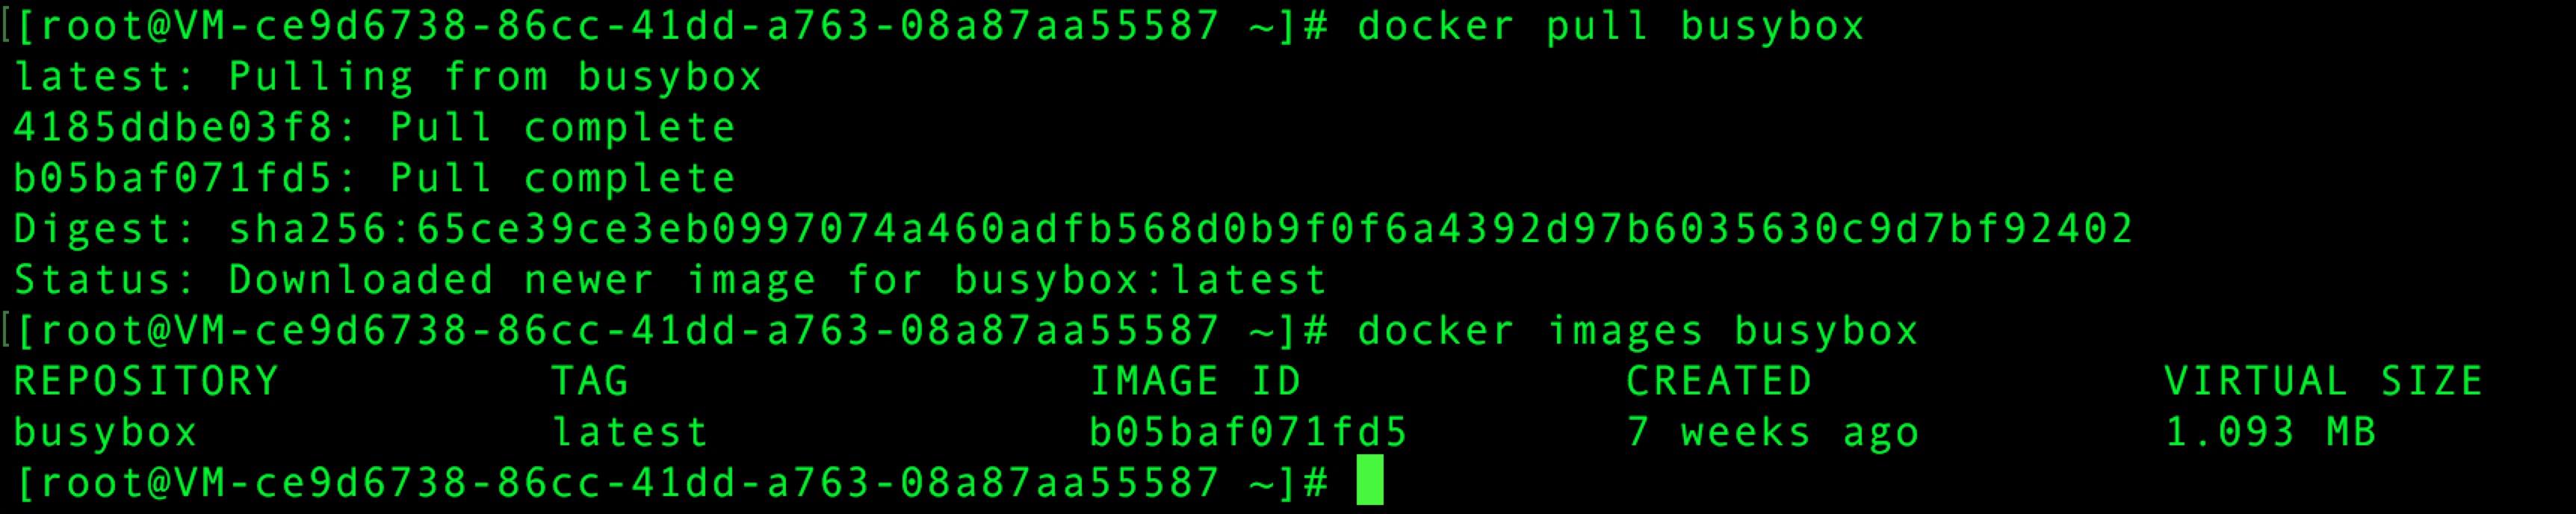 [[root@VM-ce9d6738-86cc-41dd-a763-08a87aa55587 ~]# docker pull busybox
latest: Pulling from busybox
4185ddbe03f8: Pull complete
b05baf071fd5: Pull complete
Digest: sha256:65ce39ce3eb0997074a460adfb568d0b9f0f6a4392d97b6035630c9d7bf92402
Status: Downloaded newer image for busybox:latest
[[root@VM-ce9d6738-86cc-41dd-a763-08a87aa55587 ~]# docker images busybox
REPOSITORY TAG IMAGE ID CREATED VIRTUAL SIZE
busybox latest b05baf071fd5 7 weeks ago 1.093 MB
[root@VM-ce9d6738-86cc-41dd-a763-08a87aa55587 ~]#